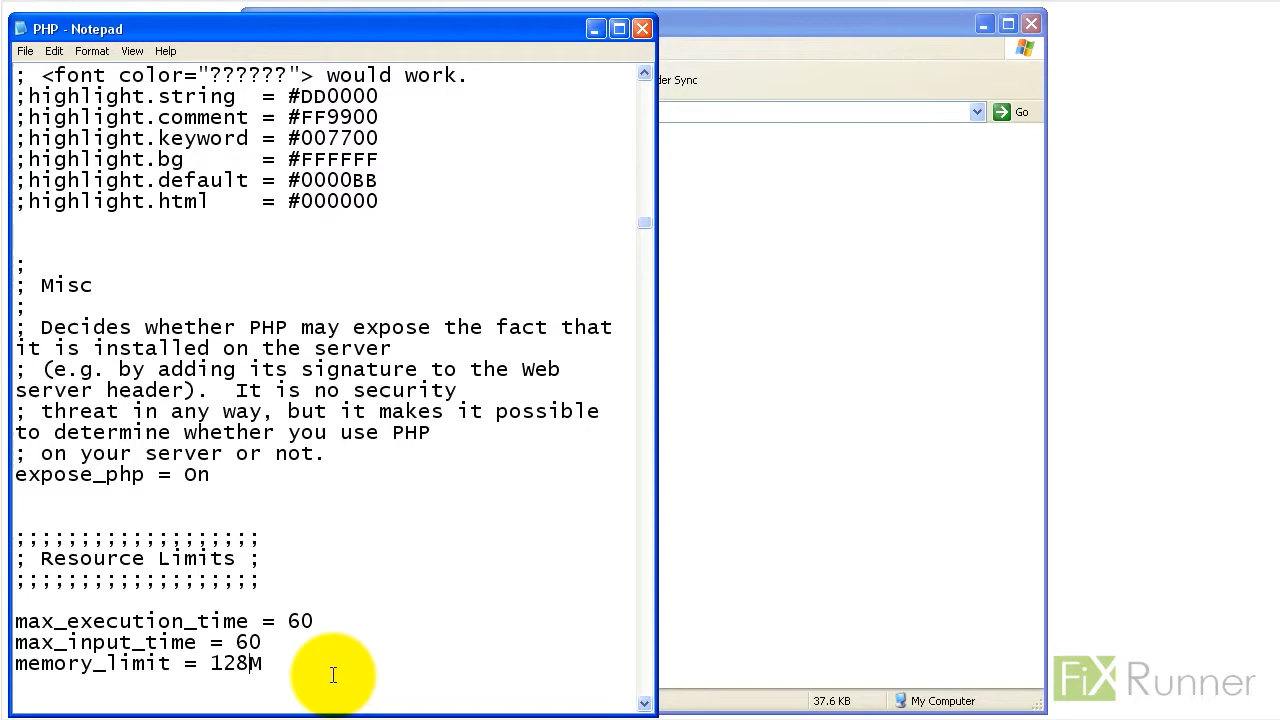 PHP - Notepad
File Edit Format View Help
; <font color="??????"> would work.
;highlight.string  = #DD0000
;highlight.comment = #FF9900
;highlight.keyword = #007700
;highlight.bg      = #FFFFFF
;highlight.default = #0000BB
;highlight.html    = #000000
;
; Misc
;
; Decides whether PHP may expose the fact that
it is installed on the server
; (e.g. by adding its signature to the Web
server header).  It is no security
; threat in any way, but it makes it possible
to determine whether you use PHP
; on your server or not.
expose_php = On
;;;;;;;;;;;;;;;;;;;
; Resource Limits ;
;;;;;;;;;;;;;;;;;;;
max_execution_time = 60
max_input_time = 60
memory_limit = 128M
der Sync
Go
37.6 KB
My Computer
FiX Runner